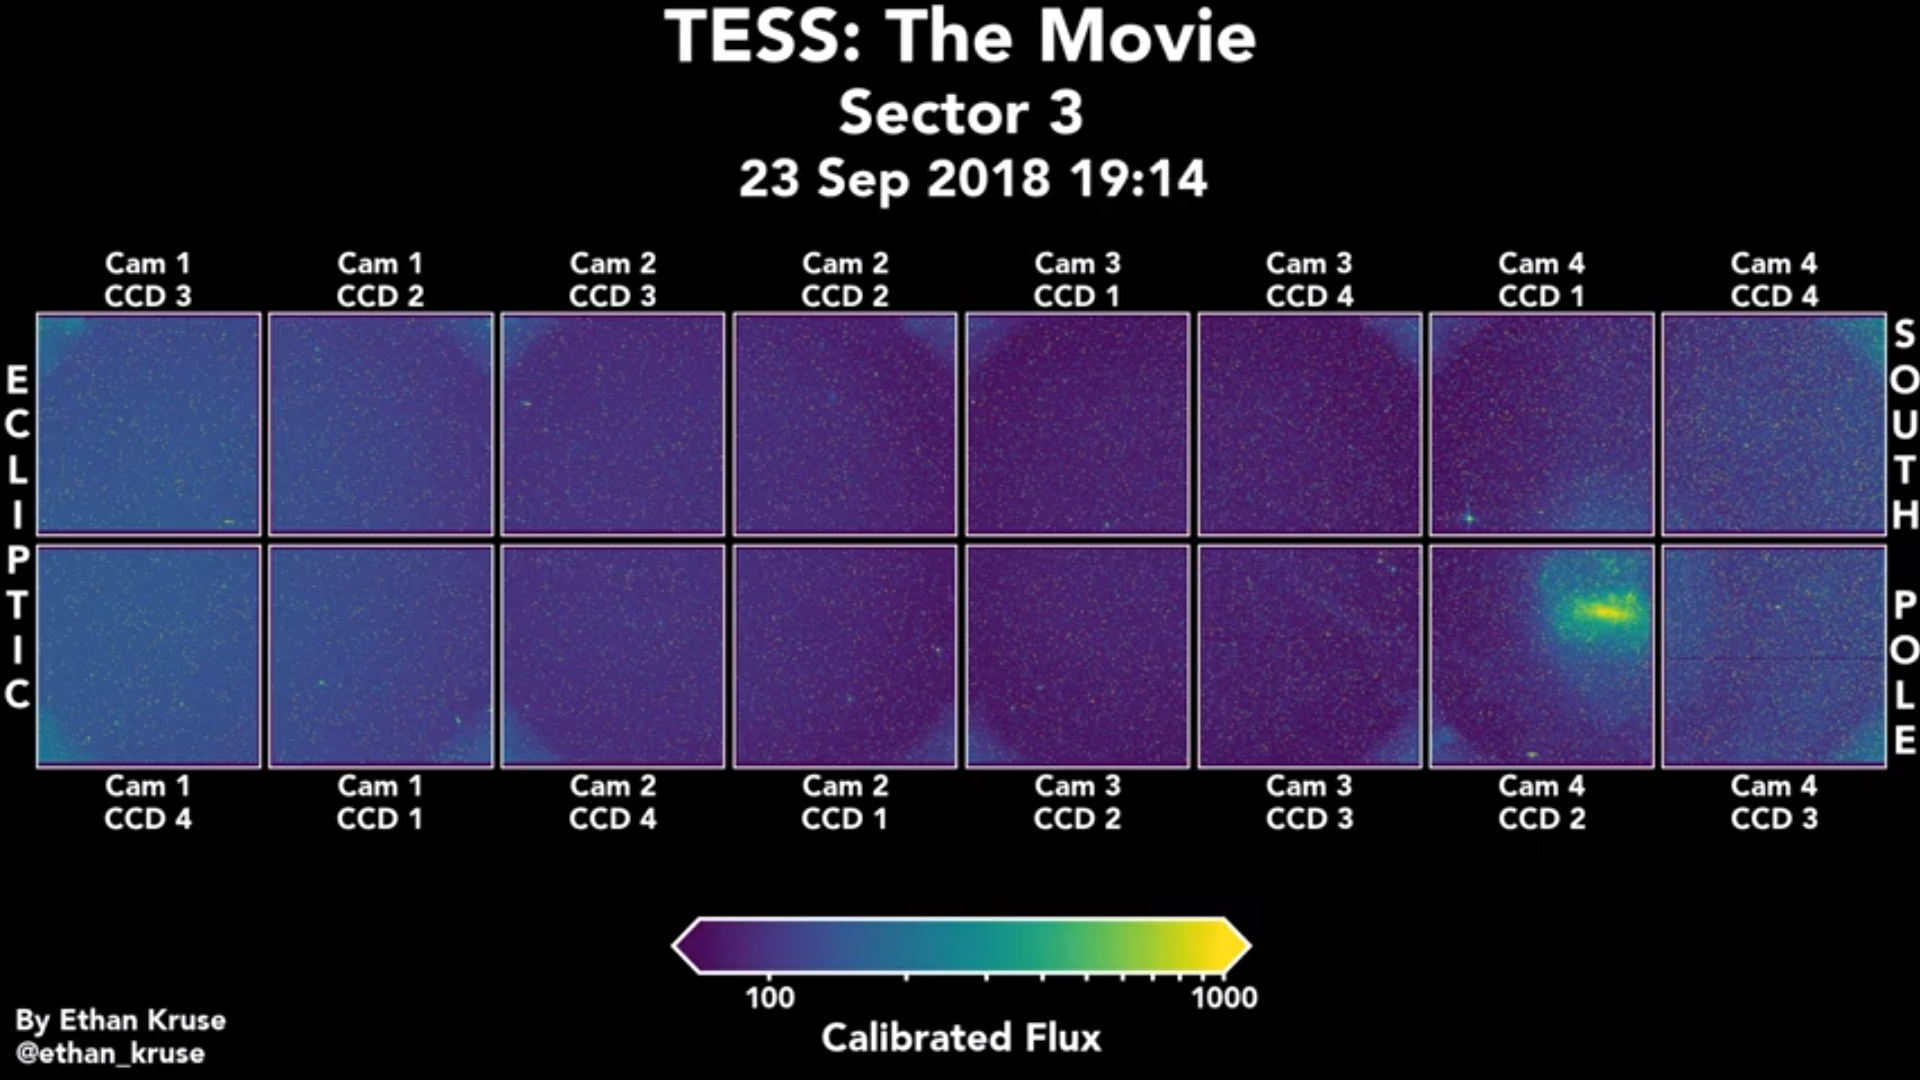 TESS: The Movie
Sector 3
23 Sep 2018 19:14
Cam 1 Cam 1 Cam 2 Cam 2 Cam 3 Cam 3 Cam 4 Cam 4
CCD 3 CCD 2 CCD 3 CCD 2 CCD 1 CCD 4 CCD 1 CCD 4
ECLIPTIC
SOUTH POLE
Cam 1 Cam 1 Cam 2 Cam 2 Cam 3 Cam 3 Cam 4 Cam 4
CCD 4 CCD 1 CCD 4 CCD 1 CCD 2 CCD 3 CCD 2 CCD 3
100 1000
Calibrated Flux
By Ethan Kruse
@ethan_kruse